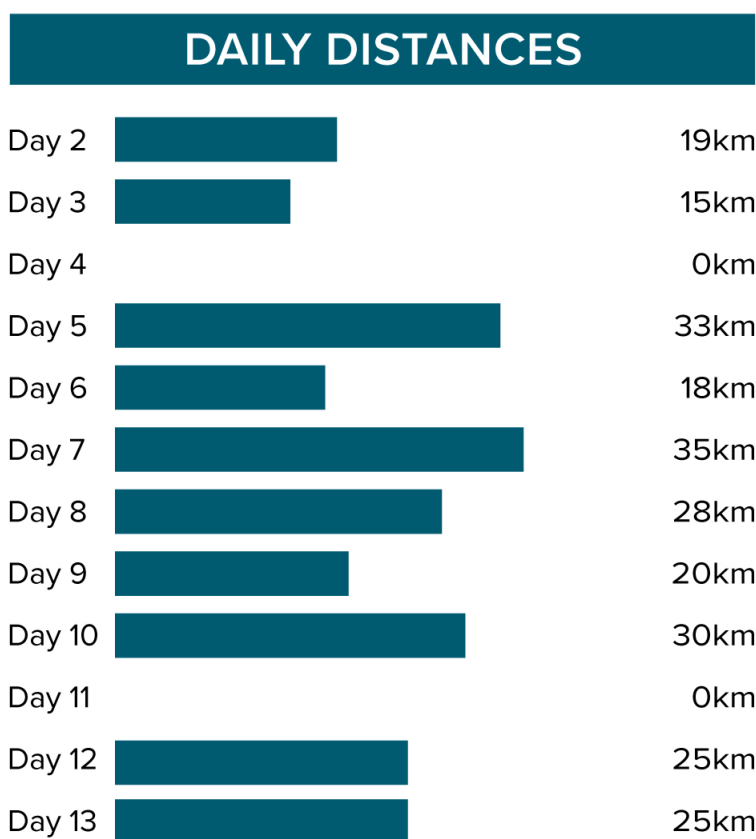 DAILY DISTANCES
Day 2 19km
Day 3 15km
Day 4 0km
Day 5 33km
Day 6 18km
Day 7 35km
Day 8 28km
Day 9 20km
Day 10 30km
Day 11 0km
Day 12 25km
Day 13 25km